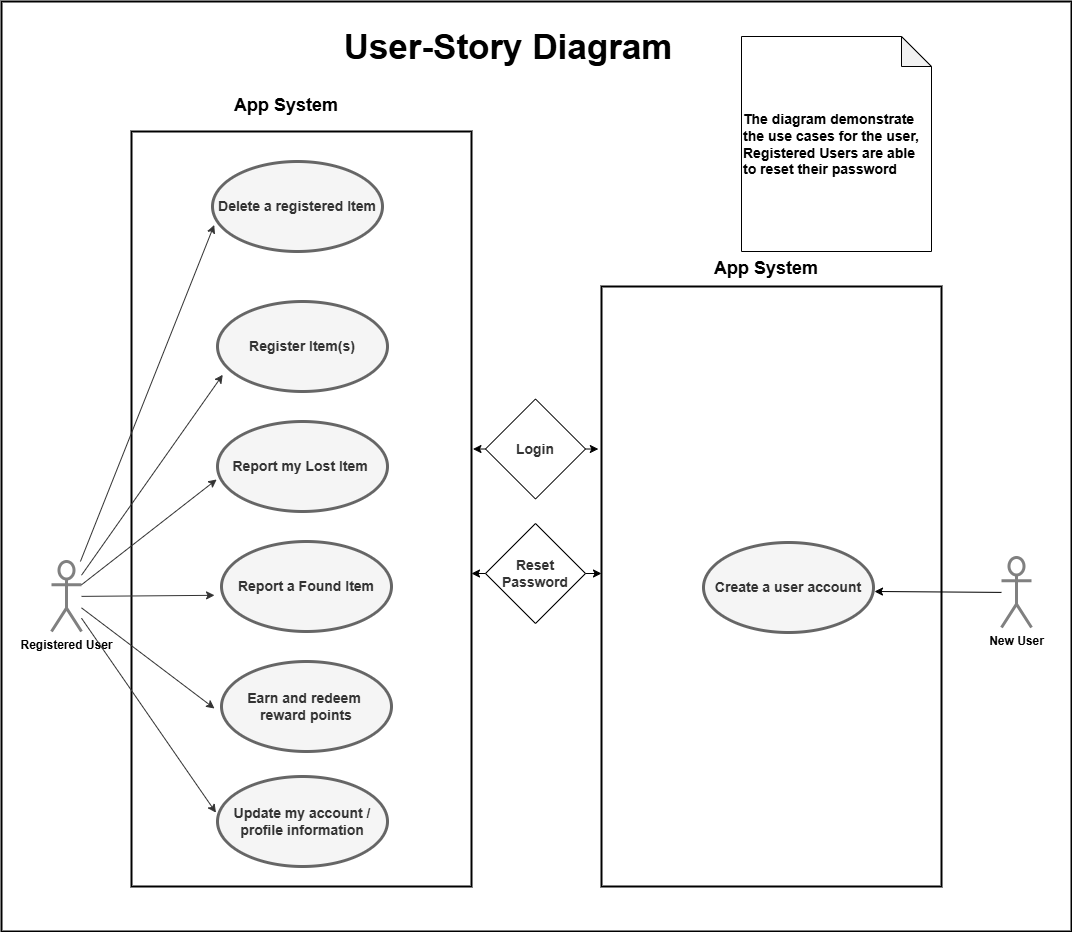 User-Story Diagram
The diagram demonstrate
the use cases for the user,
Registered Users are able
to reset their password
App System
Delete a registered Item
Register Item(s)
Report my Lost Item
Report a Found Item
Earn and redeem
reward points
Update my account /
profile information
Registered User
Login
Reset
Password
App System
Create a user account
New User